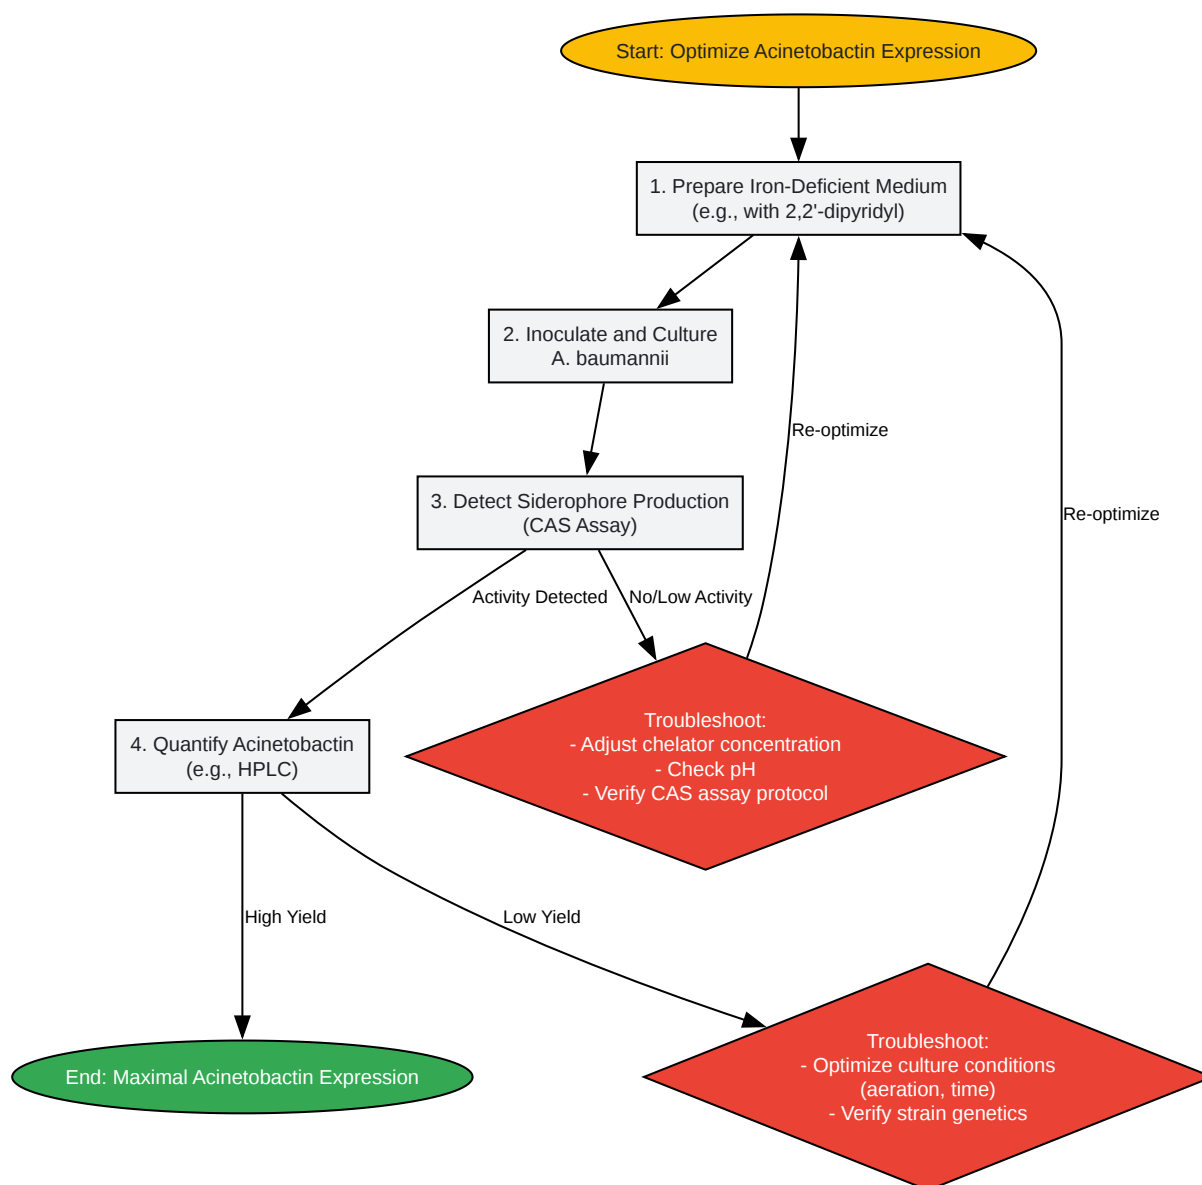 Start: Optimize Acinetobactin Expression
1. Prepare Iron-Deficient Medium
(e.g., with 2,2'-dipyridyl)
2. Inoculate and Culture
A. baumannii
Re-optimize
3. Detect Siderophore Production
(CAS Assay)
Re-optimize
Activity Detected
No/Low Activity
4. Quantify Acinetobactin
(e.g., HPLC)
Troubleshoot:
- Adjust chelator concentration
- Check pH
- Verify CAS assay protocol
High Yield
Low Yield
End: Maximal Acinetobactin Expression
Troubleshoot:
- Optimize culture conditions
(aeration, time)
- Verify strain genetics